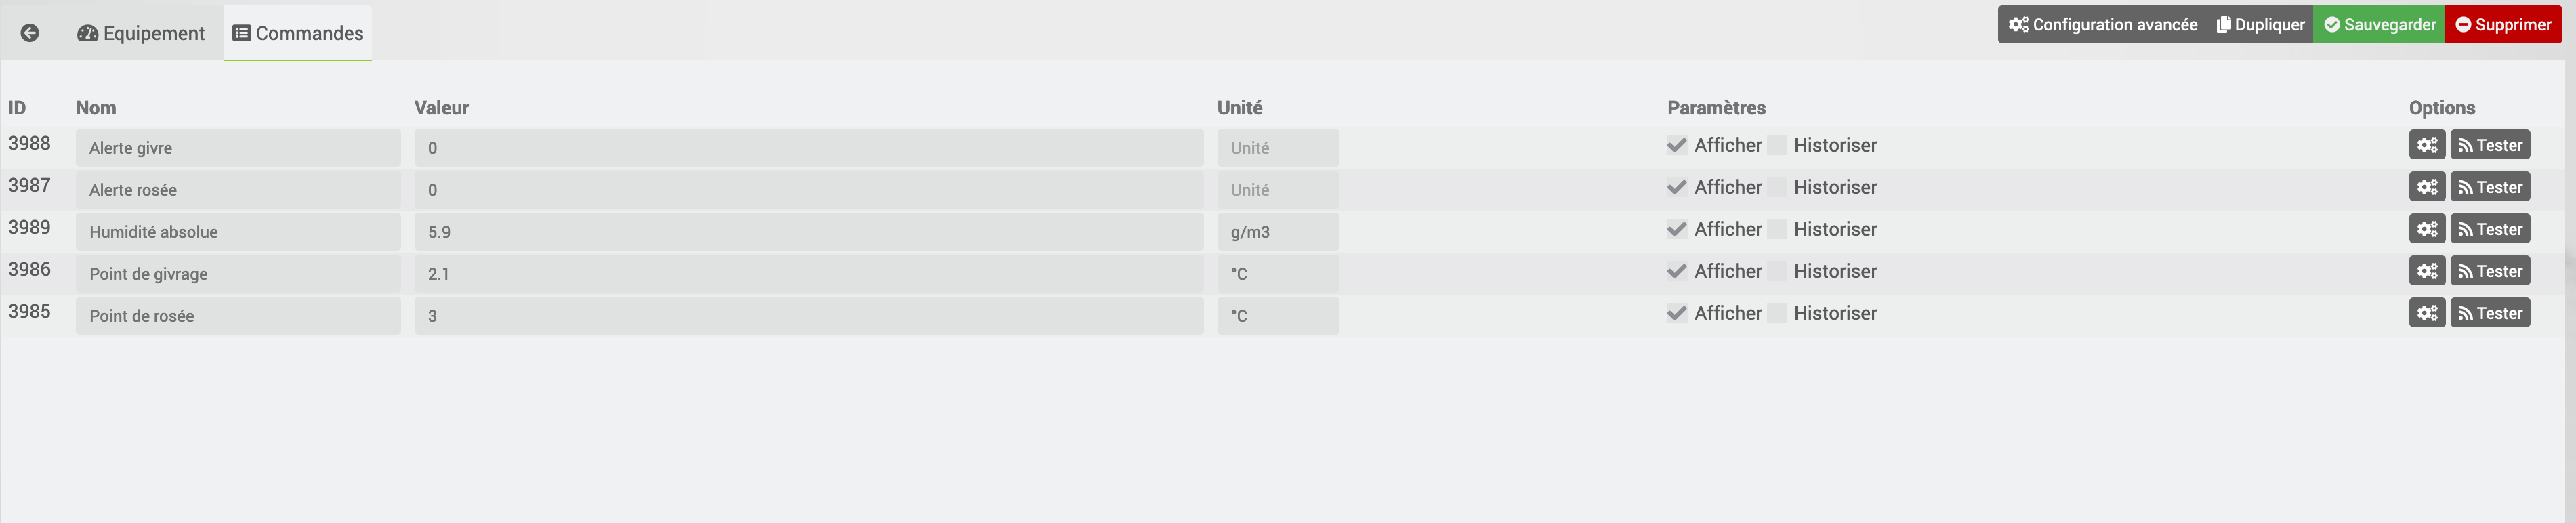 Equipement Commandes Configuration avancée Dupliquer Sauvegarder Supprimer
ID Nom Valeur Unité Paramètres Options
3988 Alerte givre 0 Unité Afficher Historiser Tester
3987 Alerte rosée 0 Unité Afficher Historiser Tester
3989 Humidité absolue 5.9 g/m3 Afficher Historiser Tester
3986 Point de givrage 2.1 °C Afficher Historiser Tester
3985 Point de rosée 3 °C Afficher Historiser Tester